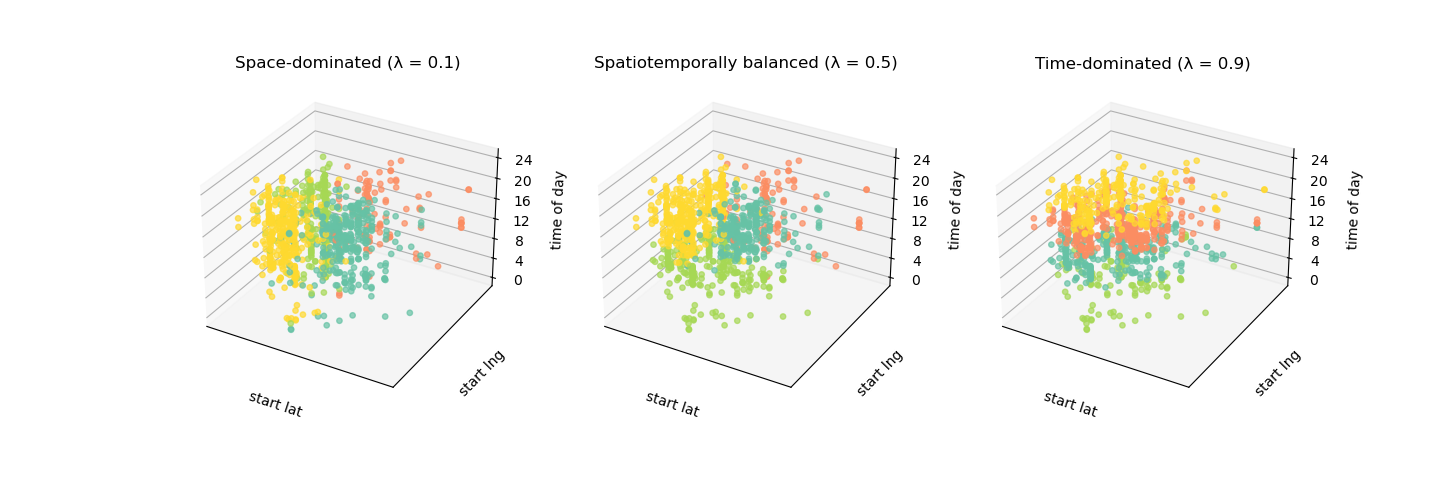 Space-dominated (λ = 0.1)
24
20
16
12
8
4
0
time of day
start lng
start lat
Spatiotemporally balanced (λ = 0.5)
24
20
16
12
8
4
0
time of day
start lng
start lat
Time-dominated (λ = 0.9)
24
20
16
12
8
4
0
time of day
start lng
start lat